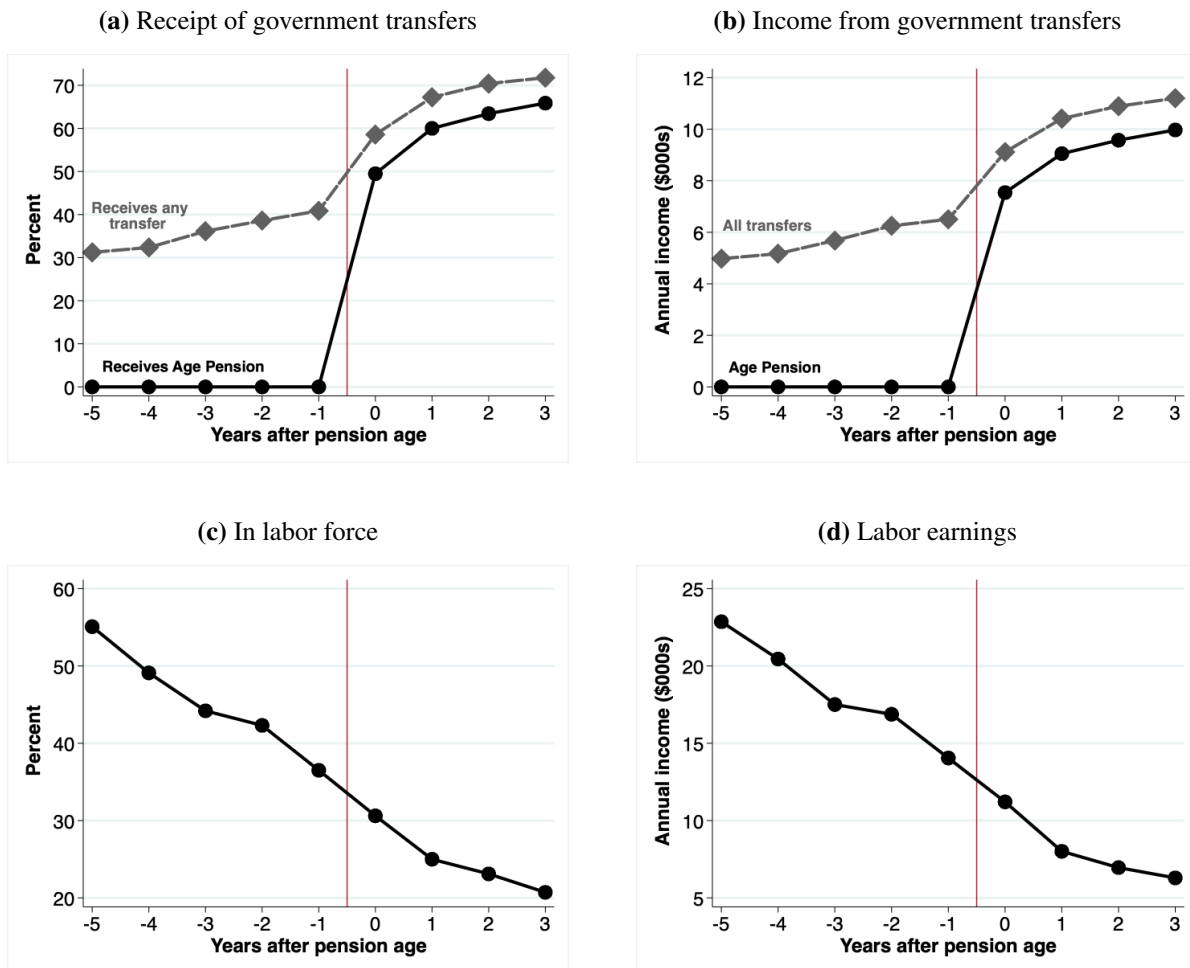 (a) Receipt of government transfers
Percent
70
60
50
40
30
20
10
0
Receives any
transfer
Receives Age Pension
-5 -4 -3 -2 -1 0 1 2 3
Years after pension age
(b) Income from government transfers
Annual income ($000s)
12
10
8
6
4
2
0
All transfers
Age Pension
-5 -4 -3 -2 -1 0 1 2 3
Years after pension age
(c) In labor force
Percent
60
50
40
30
20
-5 -4 -3 -2 -1 0 1 2 3
Years after pension age
(d) Labor earnings
Annual income ($000s)
25
20
15
10
5
-5 -4 -3 -2 -1 0 1 2 3
Years after pension age